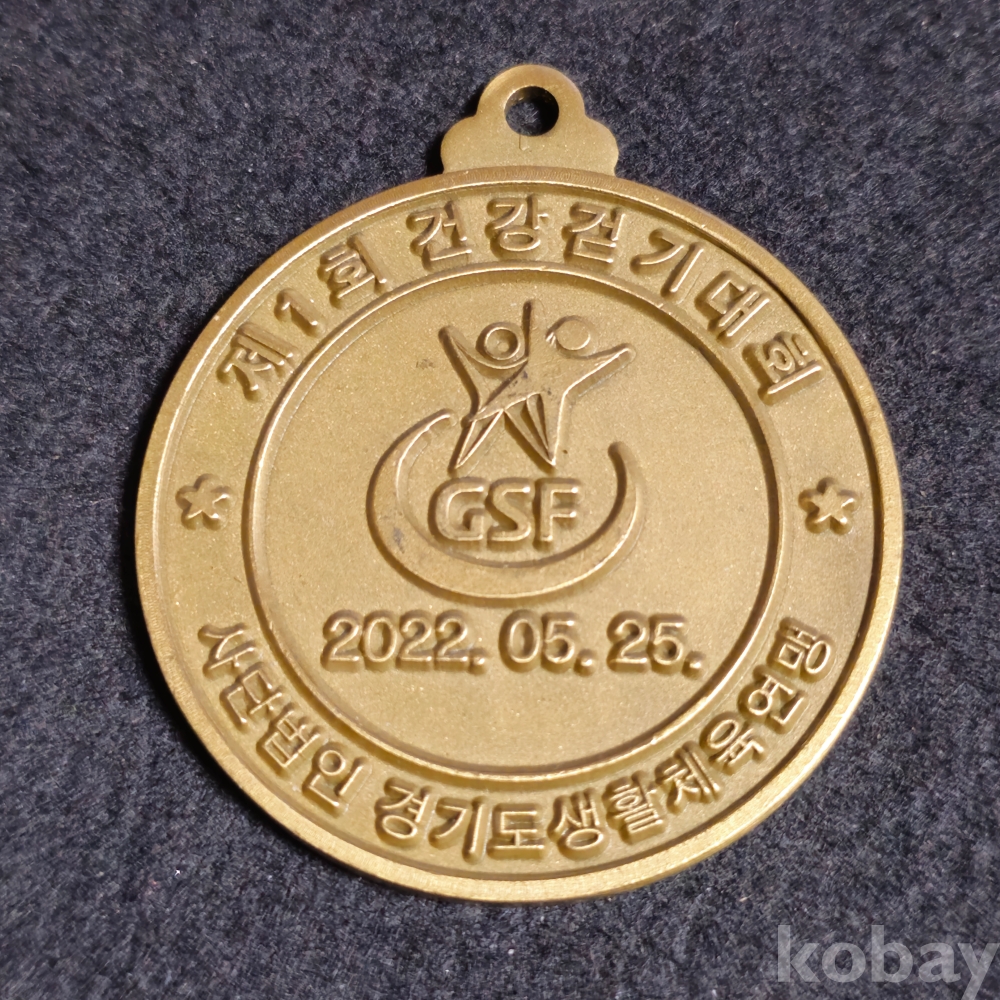 제1회 건강걷기대회
GSF
2022. 05. 25.
사단법인 경기도생활체육연맹
kobay